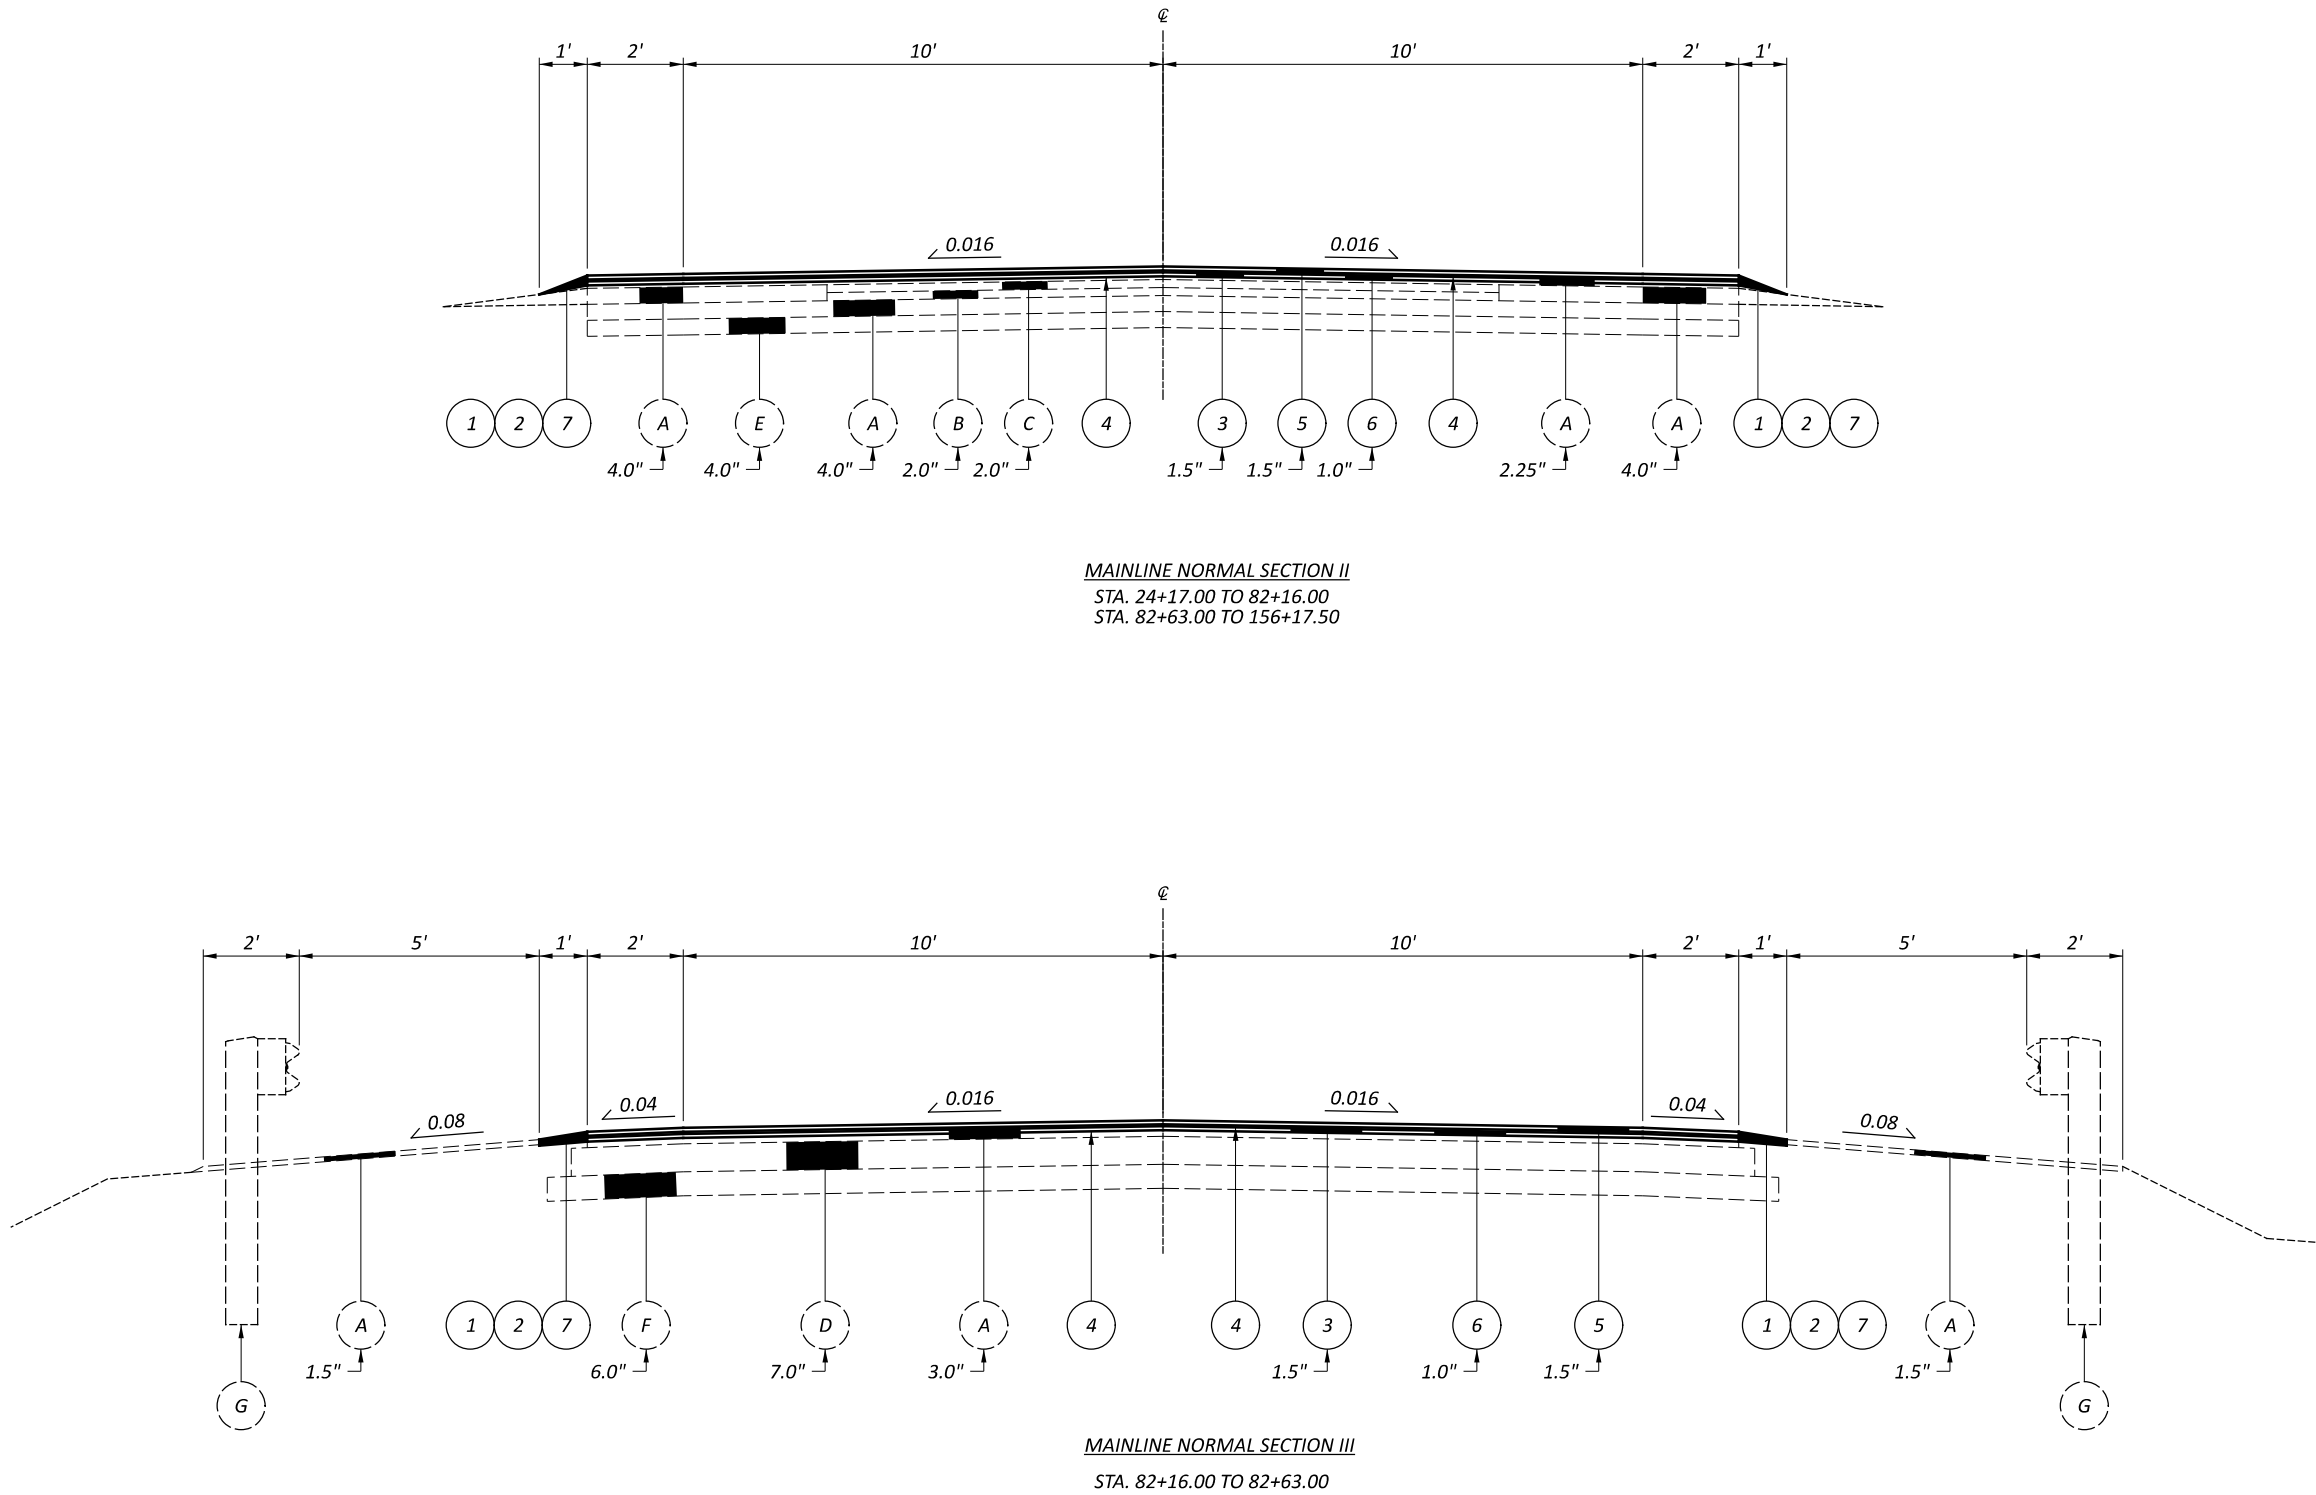 ℄
1' 2' 10' 10' 2' 1'
0.016 0.016
1 2 7 A E A B C 4 3 5 6 4 A A 1 2 7
4.0" 4.0" 4.0" 2.0" 2.0" 1.5" 1.5" 1.0" 2.25" 4.0"
MAINLINE NORMAL SECTION II
STA. 24+17.00 TO 82+16.00
STA. 82+63.00 TO 156+17.50
℄
2' 5' 1' 2' 10' 10' 2' 1' 5' 2'
0.08 0.04 0.016 0.016 0.04 0.08
A 1 2 7 F D A 4 4 3 6 5 1 2 7 A
1.5" 6.0" 7.0" 3.0" 1.5" 1.0" 1.5" 1.5"
G G
MAINLINE NORMAL SECTION III
STA. 82+16.00 TO 82+63.00